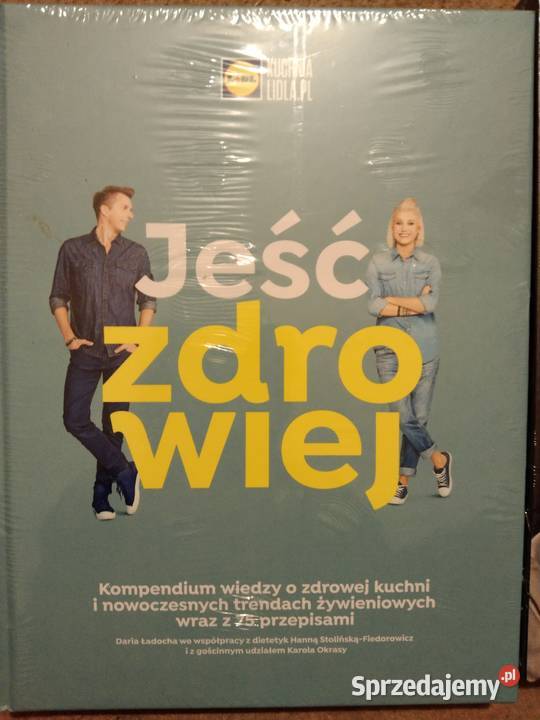 LIDL
KUCHNIA
LIDLA.PL
Jeść
zdro
wiej
Kompendium wiedzy o zdrowej kuchni
i nowoczesnych trendach żywieniowych
wraz z 75 przepisami
Daria Ładocha we współpracy z dietetyk Hanną Stolińską-Fiedorowicz
i z gościnnym udziałem Karola Okrasy
Sprzedajemy.pl